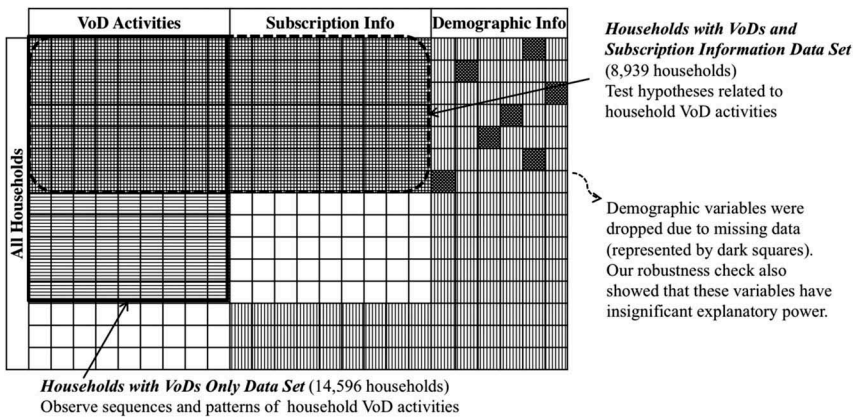 VoD Activities
Subscription Info
Demographic Info
All Households
Households with VoDs and
Subscription Information Data Set
(8,939 households)
Test hypotheses related to
household VoD activities
Demographic variables were
dropped due to missing data
(represented by dark squares).
Our robustness check also
showed that these variables have
insignificant explanatory power.
Households with VoDs Only Data Set (14,596 households)
Observe sequences and patterns of household VoD activities